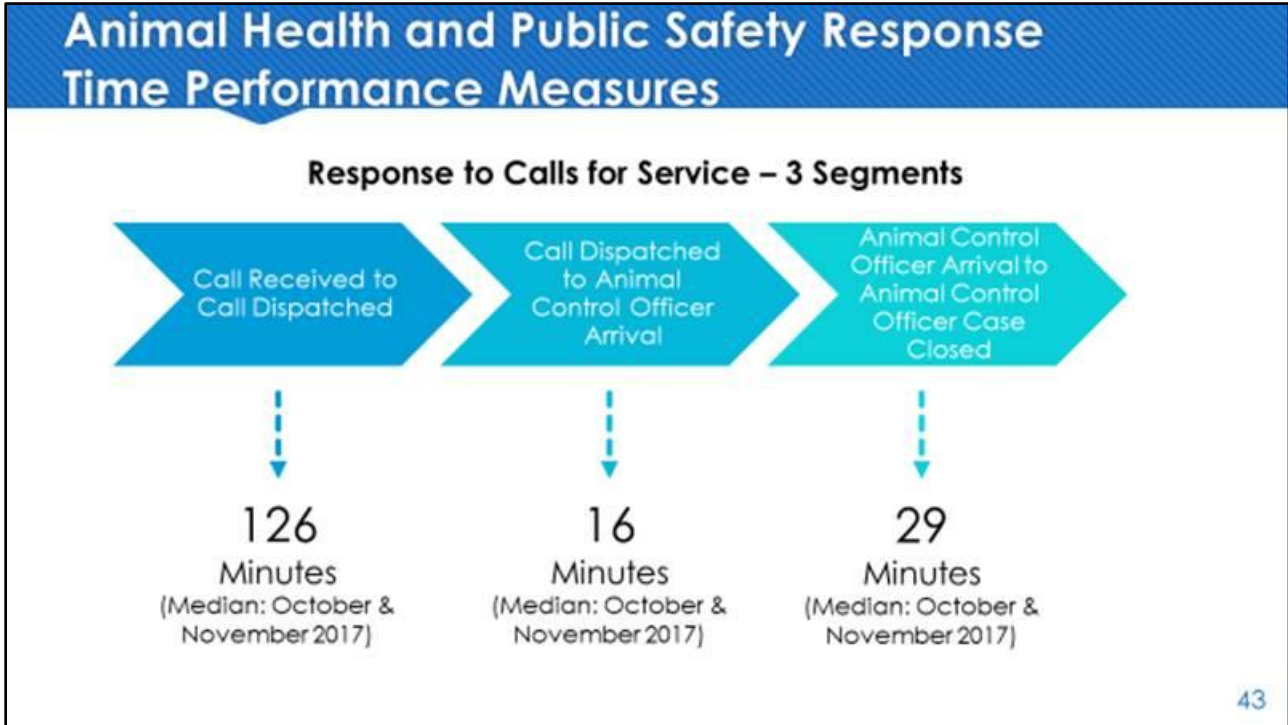 Animal Health and Public Safety Response
Time Performance Measures
Response to Calls for Service – 3 Segments
Call Received to
Call Dispatched
Call Dispatched
to Animal
Control Officer
Arrival
Animal Control
Officer Arrival to
Animal Control
Officer Case
Closed
126
Minutes
(Median: October &
November 2017)
16
Minutes
(Median: October &
November 2017)
29
Minutes
(Median: October &
November 2017)
43